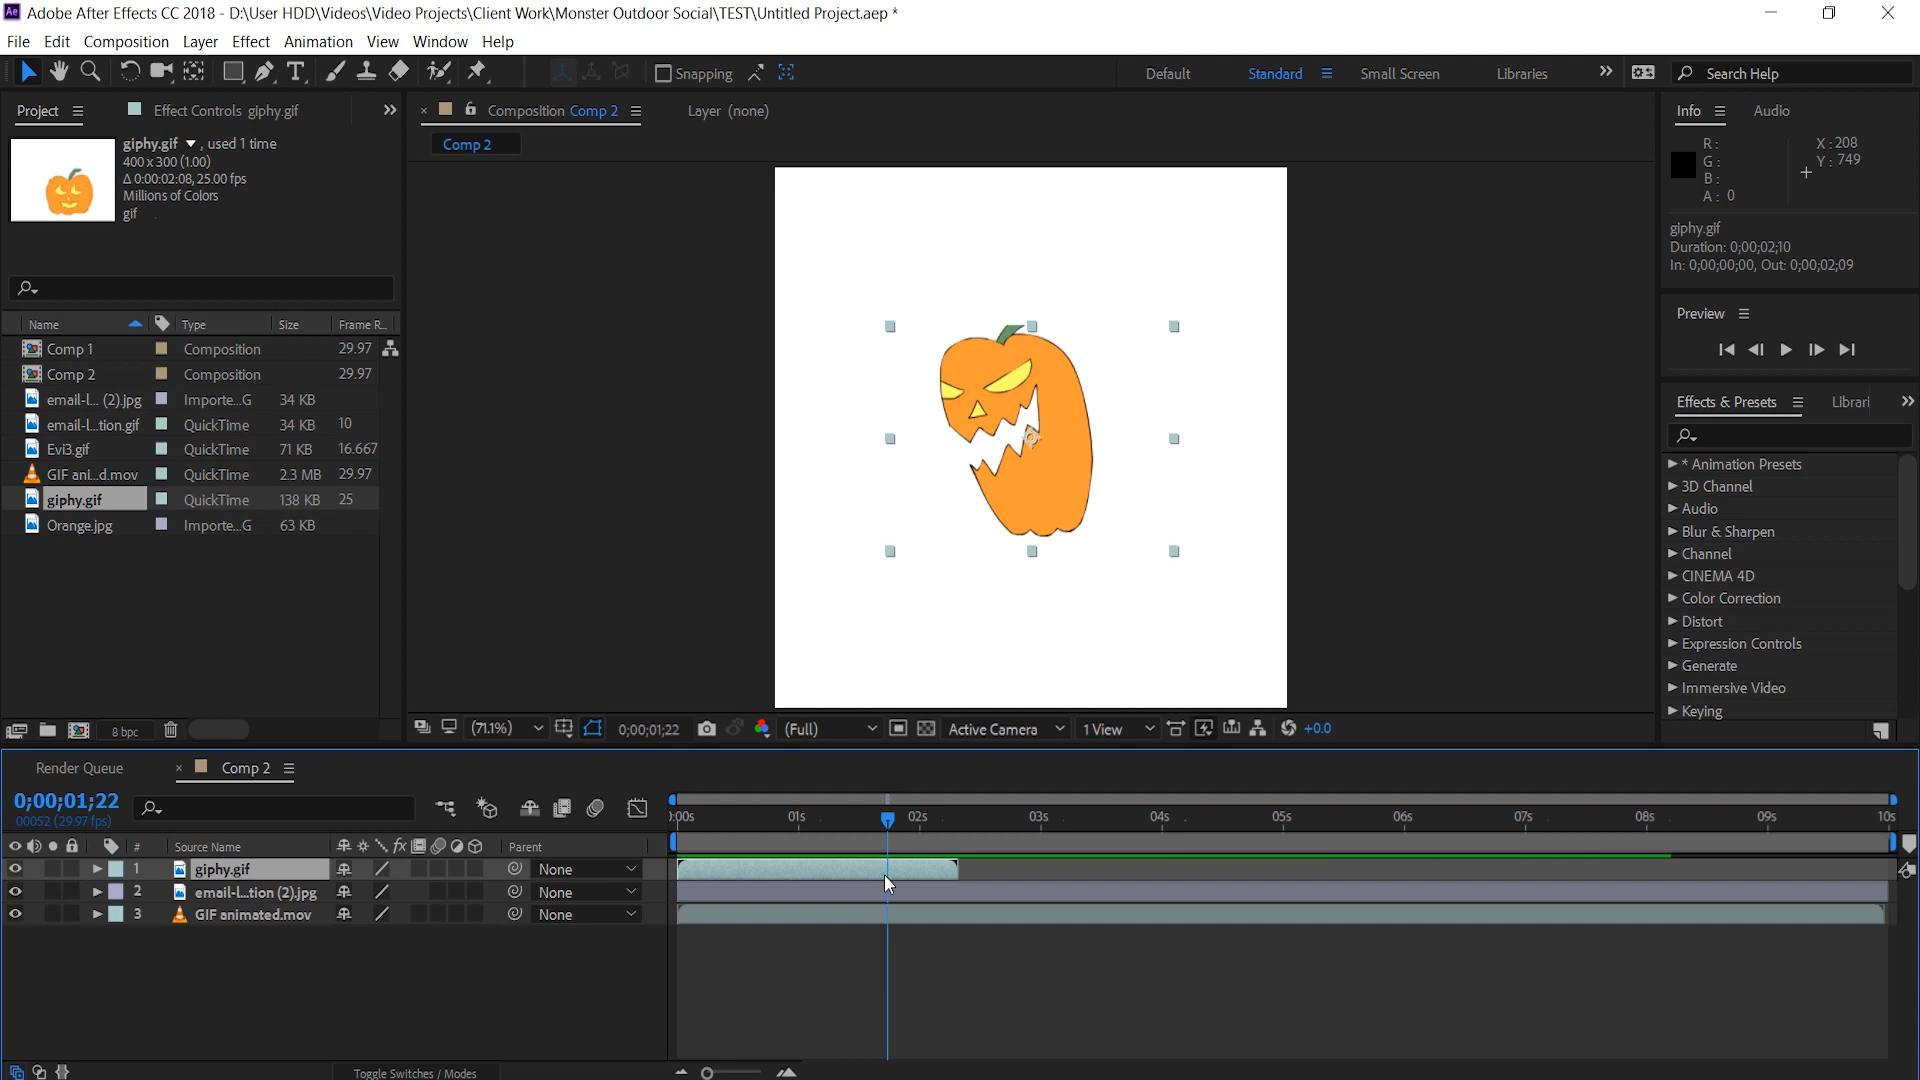 Adobe After Effects CC 2018 - D:\User HDD\Videos\Video Projects\Client Work\Monster Outdoor Social\TEST\Untitled Project.aep *
File Edit Composition Layer Effect Animation View Window Help
Snapping
Default Standard Small Screen Libraries
Search Help
Project
Effect Controls giphy.gif
giphy.gif , used 1 time
400 x 300 (1.00)
Δ 0:00:02:08, 25.00 fps
Millions of Colors
gif
Name Type Size Frame R...
Comp 1 Composition 29.97
Comp 2 Composition 29.97
email-l... (2).jpg Importe...G 34 KB
email-l...tion.gif QuickTime 34 KB 10
Evi3.gif QuickTime 71 KB 16.667
GIF ani...d.mov QuickTime 2.3 MB 29.97
giphy.gif QuickTime 138 KB 25
Orange.jpg Importe...G 63 KB
8 bpc
Composition Comp 2
Layer (none)
Comp 2
(71.1%) 0;00;01;22 (Full) Active Camera 1 View +0.0
Info Audio
R:
G:
B:
A: 0
X: 208
Y: 749
giphy.gif
Duration: 0;00;02;10
In: 0;00;00;00, Out: 0;00;02;09
Preview
Effects & Presets Librari
* Animation Presets
3D Channel
Audio
Blur & Sharpen
Channel
CINEMA 4D
Color Correction
Distort
Expression Controls
Generate
Immersive Video
Keying
Render Queue Comp 2
0;00;01;22
00052 (29.97 fps)
):00s 01s 02s 03s 04s 05s 06s 07s 08s 09s 10s
# Source Name fx Parent
1 giphy.gif None
2 email-l...tion (2).jpg None
3 GIF animated.mov None
Toggle Switches / Modes